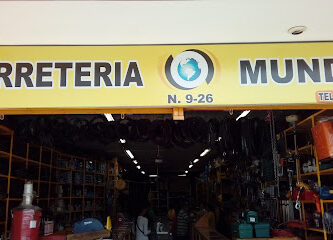 RRETERIA MUND
N. 9-26
TEL